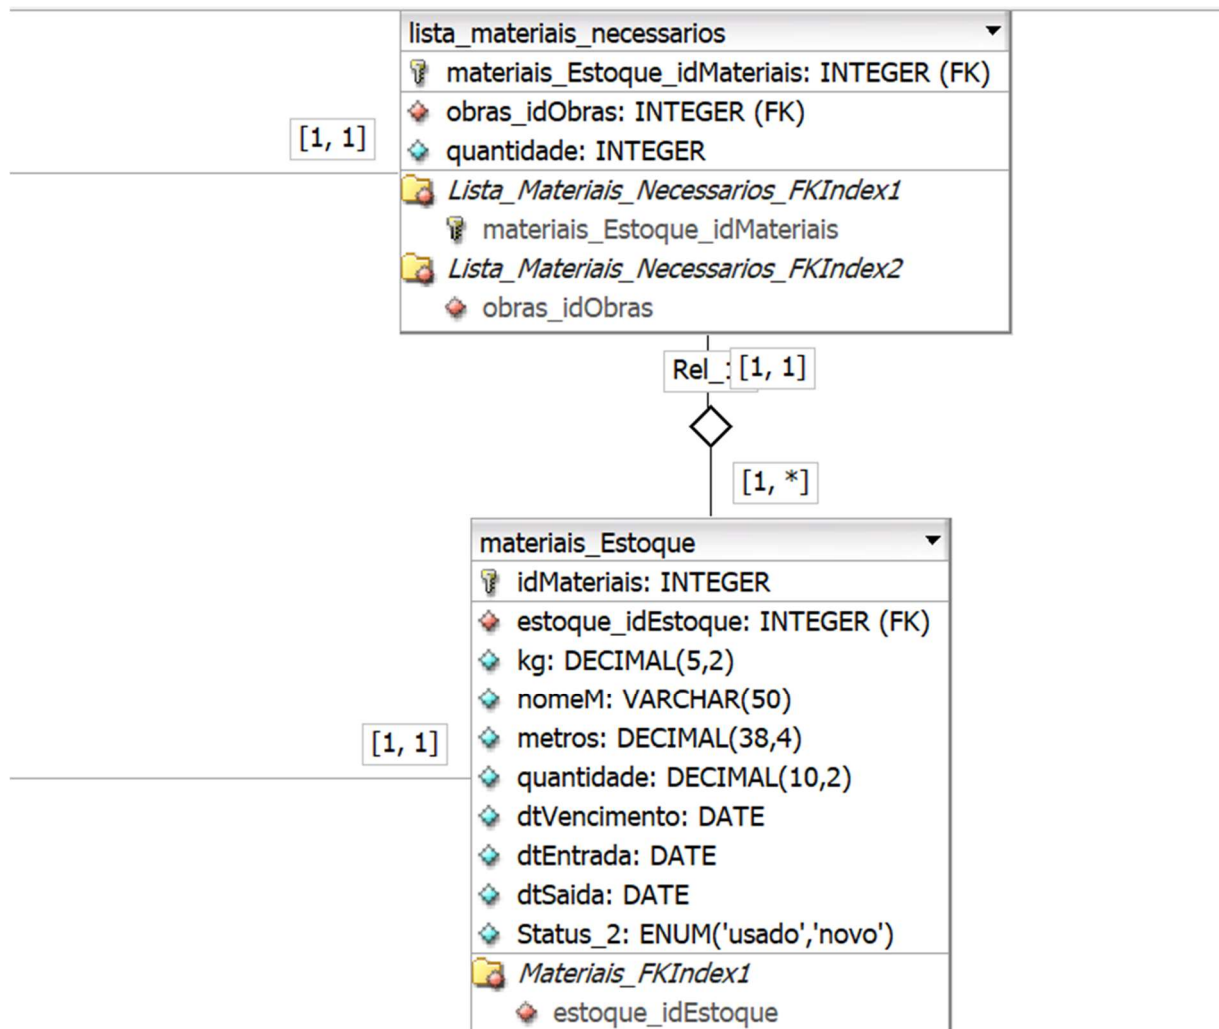 lista_materiais_necessarios
materiais_Estoque_idMateriais: INTEGER (FK)
obras_idObras: INTEGER (FK)
[1, 1]
quantidade: INTEGER
Lista_Materiais_Necessarios_FKIndex1
materiais_Estoque_idMateriais
Lista_Materiais_Necessarios_FKIndex2
obras_idObras
Rel_1
[1, 1]
[1, *]
materiais_Estoque
idMateriais: INTEGER
estoque_idEstoque: INTEGER (FK)
kg: DECIMAL(5,2)
nomeM: VARCHAR(50)
[1, 1]
metros: DECIMAL(38,4)
quantidade: DECIMAL(10,2)
dtVencimento: DATE
dtEntrada: DATE
dtSaida: DATE
Status_2: ENUM('usado','novo')
Materiais_FKIndex1
estoque_idEstoque